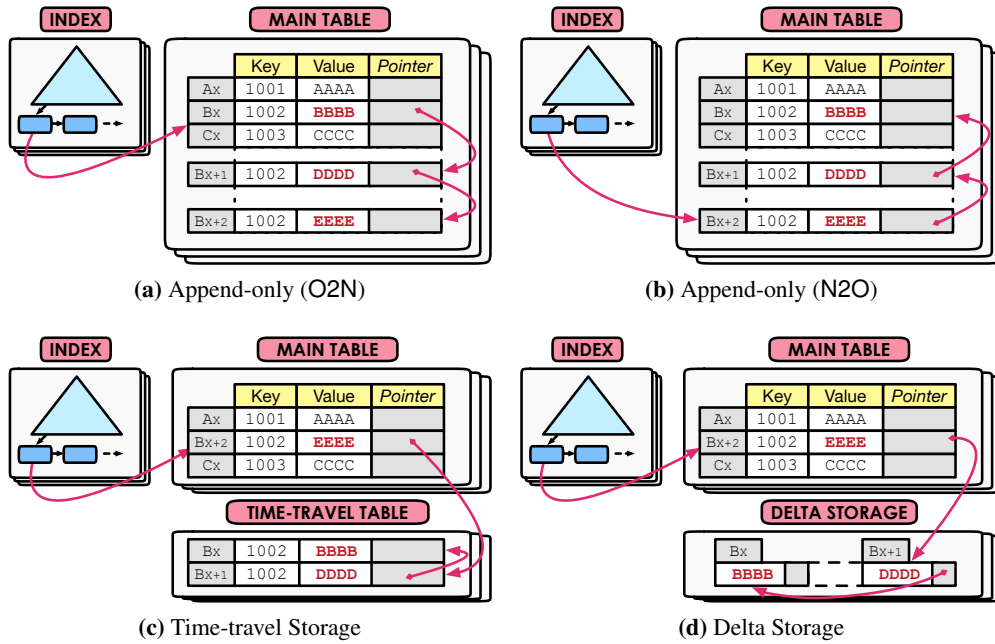 INDEX
MAIN TABLE
Key Value Pointer
Ax 1001 AAAA
Bx 1002 BBBB
Cx 1003 CCCC
Bx+1 1002 DDDD
Bx+2 1002 EEEE
(a) Append-only (O2N)
INDEX
MAIN TABLE
Key Value Pointer
Ax 1001 AAAA
Bx 1002 BBBB
Cx 1003 CCCC
Bx+1 1002 DDDD
Bx+2 1002 EEEE
(b) Append-only (N2O)
INDEX
MAIN TABLE
Key Value Pointer
Ax 1001 AAAA
Bx+2 1002 EEEE
Cx 1003 CCCC
TIME-TRAVEL TABLE
Bx 1002 BBBB
Bx+1 1002 DDDD
(c) Time-travel Storage
INDEX
MAIN TABLE
Key Value Pointer
Ax 1001 AAAA
Bx+2 1002 EEEE
Cx 1003 CCCC
DELTA STORAGE
Bx Bx+1
BBBB DDDD
(d) Delta Storage